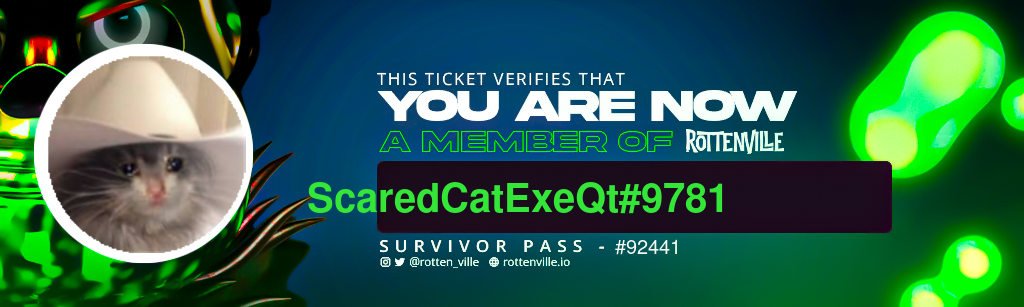 THIS TICKET VERIFIES THAT
YOU ARE NOW
A MEMBER OF ROTTENVILLE
ScaredCatExeQt#9781
SURVIVOR PASS - #92441
@rotten_ville rottenville.io